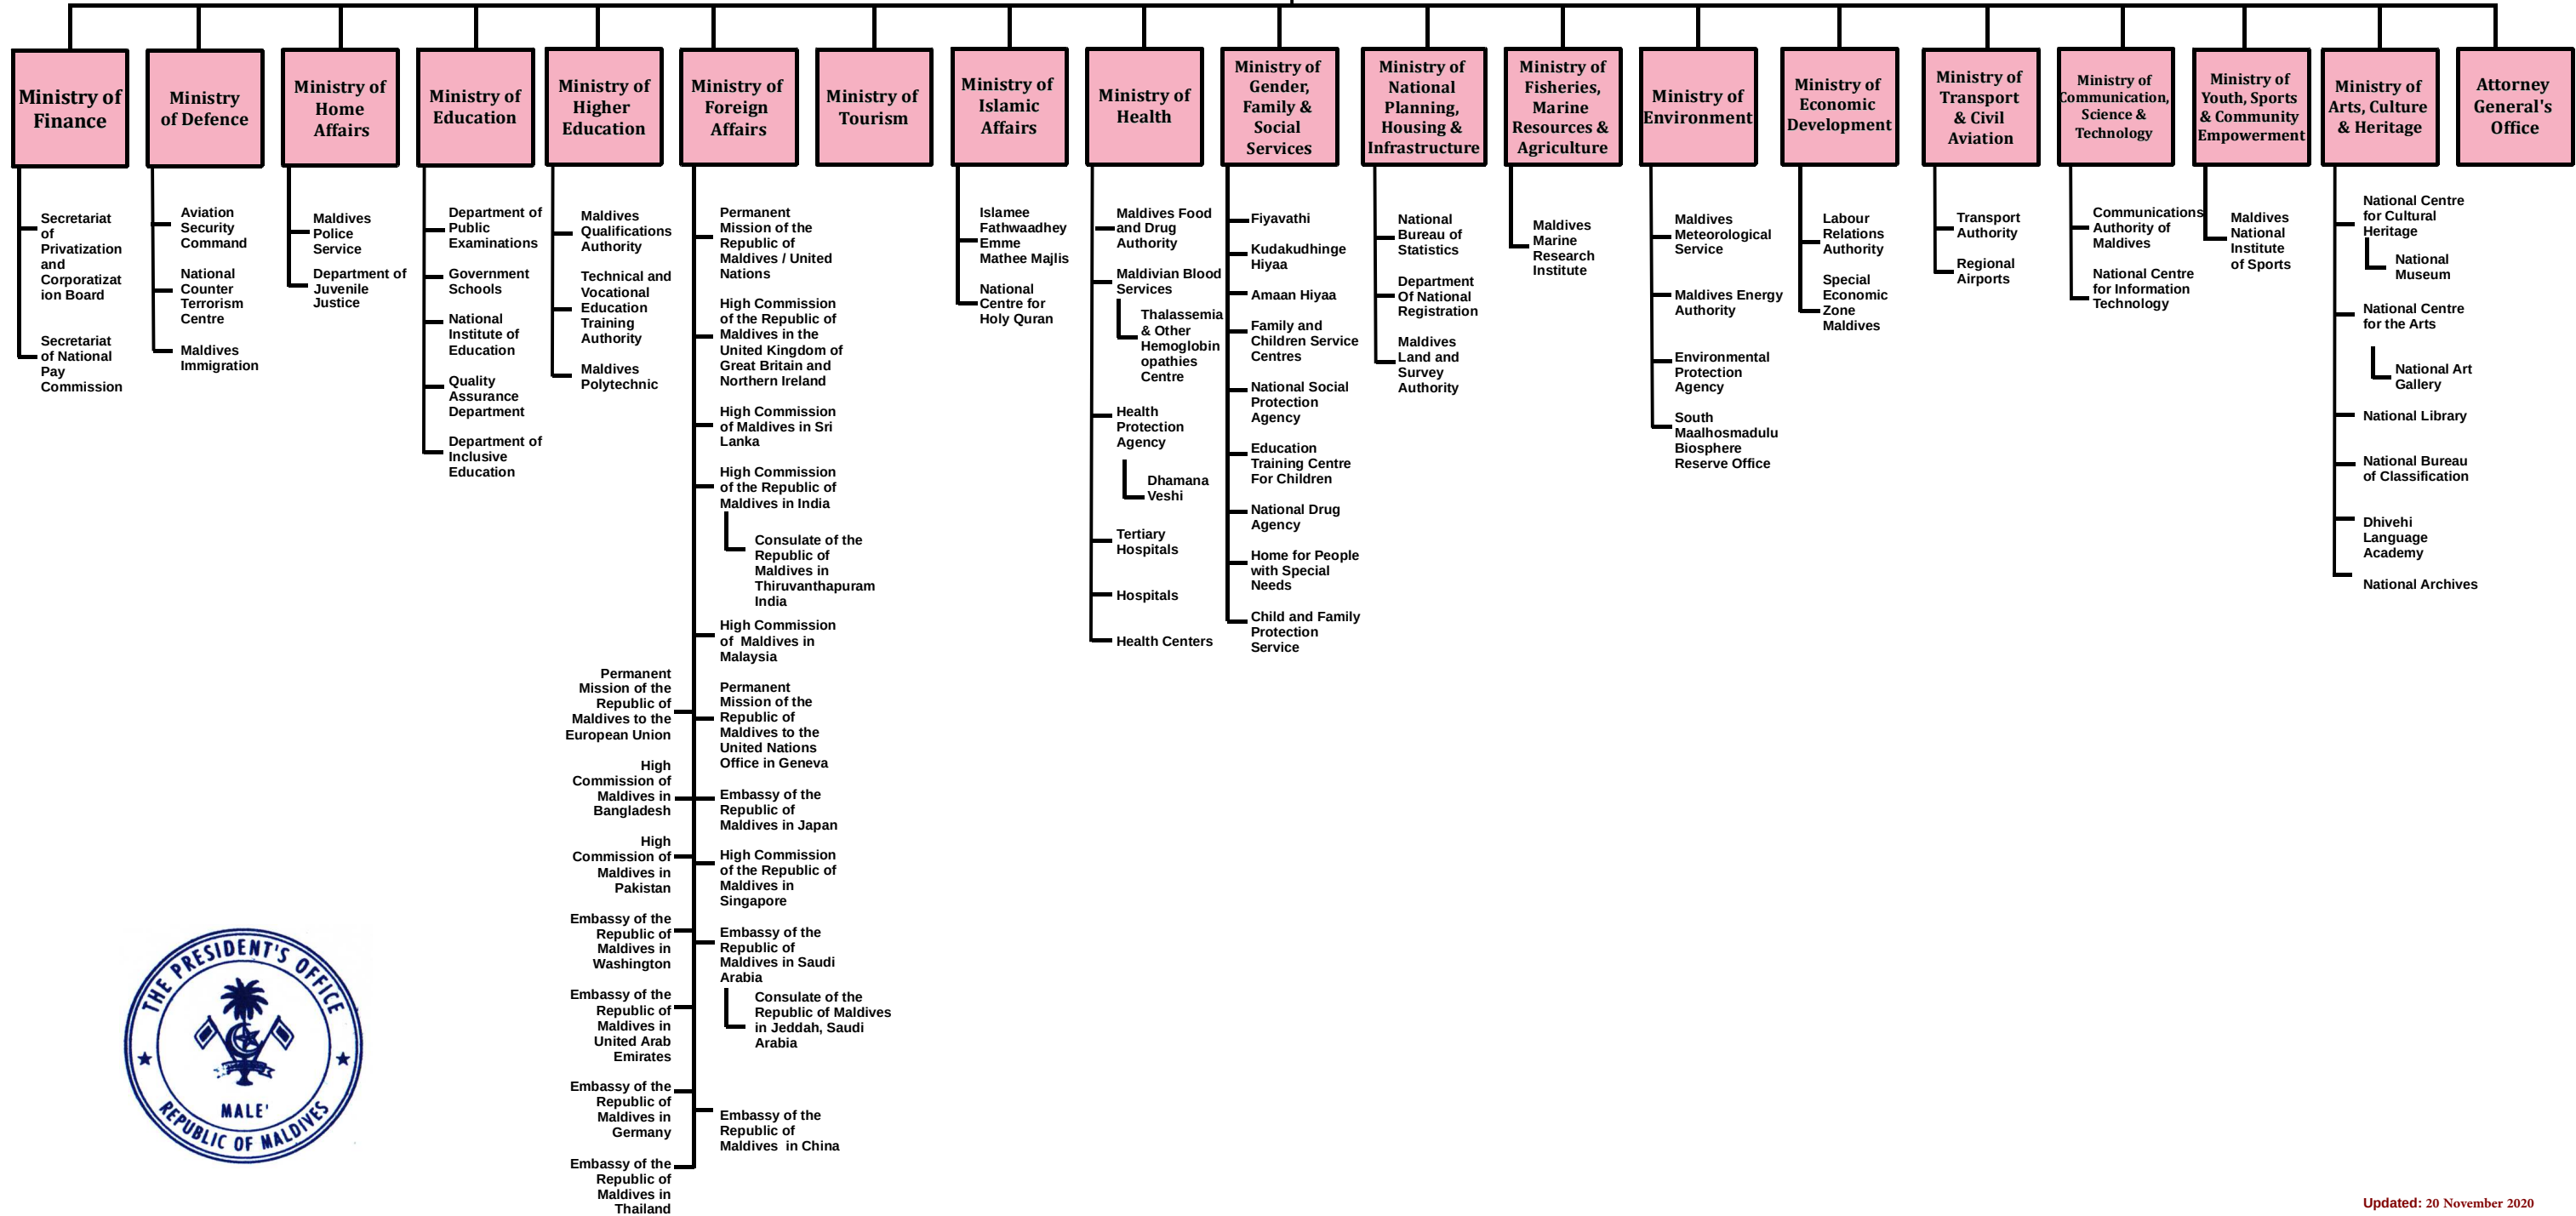 Ministry of
Finance
Ministry
of Defence
Ministry of
Home
Affairs
Ministry of
Education
Ministry of
Higher
Education
Ministry of
Foreign
Affairs
Ministry of
Tourism
Ministry of
Islamic
Affairs
Ministry of
Health
Ministry of
Gender,
Family &
Social
Services
Ministry of
National
Planning,
Housing &
Infrastructure
Ministry of
Fisheries,
Marine
Resources &
Agriculture
Ministry of
Environment
Ministry of
Economic
Development
Ministry of
Transport
& Civil
Aviation
Ministry of
Communication,
Science &
Technology
Ministry of
Youth, Sports
& Community
Empowerment
Ministry of
Arts, Culture
& Heritage
Attorney
General's
Office
Secretariat
of
Privatization
and
Corporatizat
ion Board
Secretariat
of National
Pay
Commission
Aviation
Security
Command
National
Counter
Terrorism
Centre
Maldives
Immigration
Maldives
Police
Service
Department of
Juvenile
Justice
Department of
Public
Examinations
Government
Schools
National
Institute of
Education
Quality
Assurance
Department
Department of
Inclusive
Education
Maldives
Qualifications
Authority
Technical and
Vocational
Education
Training
Authority
Maldives
Polytechnic
Permanent
Mission of the
Republic of
Maldives / United
Nations
High Commission
of the Republic of
Maldives in the
United Kingdom of
Great Britain and
Northern Ireland
High Commission
of Maldives in Sri
Lanka
High Commission
of the Republic of
Maldives in India
Consulate of the
Republic of
Maldives in
Thiruvanthapuram
India
High Commission
of Maldives in
Malaysia
Permanent
Mission of the
Republic of
Maldives to the
United Nations
Office in Geneva
Embassy of the
Republic of
Maldives in Japan
High Commission
of the Republic of
Maldives in
Singapore
Embassy of the
Republic of
Maldives in Saudi
Arabia
Consulate of the
Republic of Maldives
in Jeddah, Saudi
Arabia
Embassy of the
Republic of
Maldives in China
Permanent
Mission of the
Republic of
Maldives to the
European Union
High
Commission of
Maldives in
Bangladesh
High
Commission of
Maldives in
Pakistan
Embassy of the
Republic of
Maldives in
Washington
Embassy of the
Republic of
Maldives in
United Arab
Emirates
Embassy of the
Republic of
Maldives in
Germany
Embassy of the
Republic of
Maldives in
Thailand
Islamee
Fathwaadhey
Emme
Mathee Majlis
National
Centre for
Holy Quran
Maldives Food
and Drug
Authority
Maldivian Blood
Services
Thalassemia
& Other
Hemoglobin
opathies
Centre
Health
Protection
Agency
Dhamana
Veshi
Tertiary
Hospitals
Hospitals
Health Centers
Fiyavathi
Kudakudhinge
Hiyaa
Amaan Hiyaa
Family and
Children Service
Centres
National Social
Protection
Agency
Education
Training Centre
For Children
National Drug
Agency
Home for People
with Special
Needs
Child and Family
Protection
Service
National
Bureau of
Statistics
Department
Of National
Registration
Maldives
Land and
Survey
Authority
Maldives
Marine
Research
Institute
Maldives
Meteorological
Service
Maldives Energy
Authority
Environmental
Protection
Agency
South
Maalhosmadulu
Biosphere
Reserve Office
Labour
Relations
Authority
Special
Economic
Zone
Maldives
Transport
Authority
Regional
Airports
Communications
Authority of
Maldives
National Centre
for Information
Technology
Maldives
National
Institute
of Sports
National Centre
for Cultural
Heritage
National
Museum
National Centre
for the Arts
National Art
Gallery
National Library
National Bureau
of Classification
Dhivehi
Language
Academy
National Archives
THE PRESIDENT'S OFFICE
MALE'
REPUBLIC OF MALDIVES
Updated: 20 November 2020